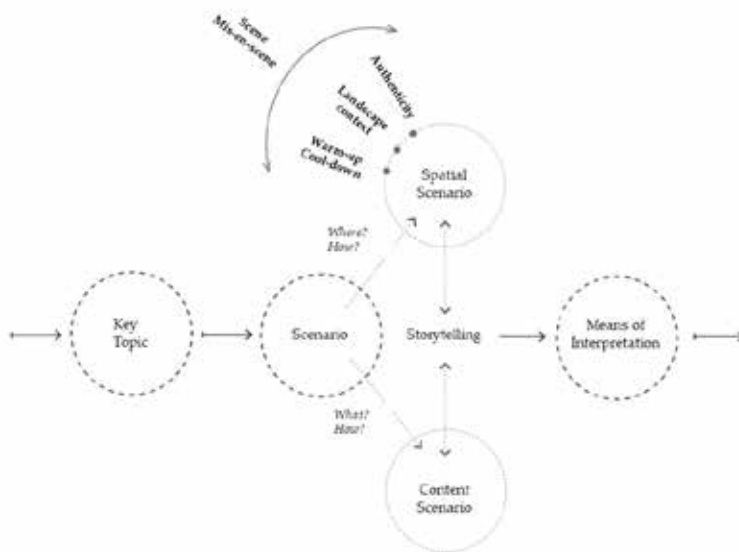 Scene
Mis-en-scene
Authenticity
Landscape
context
Warm-up
Cool-down
Spatial
Scenario
Where?
How?
Key
Topic
Scenario
Storytelling
Means of
Interpretation
What?
How?
Content
Scenario